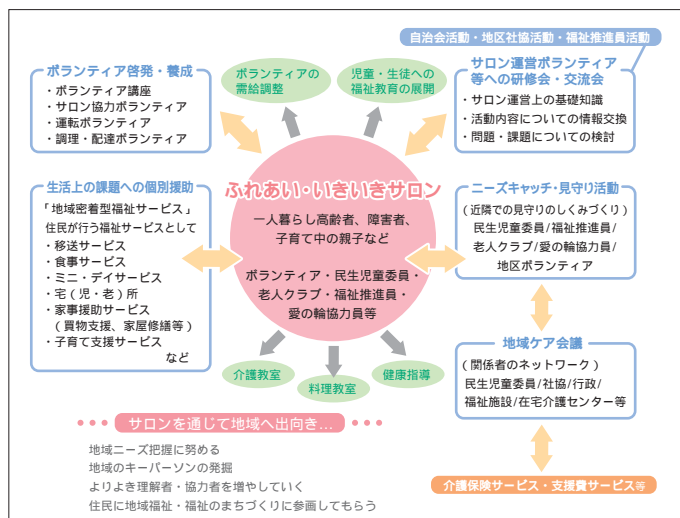 自治会活動・地区社協活動・福祉推進員活動
ボランティア啓発・養成
・ボランティア講座
・サロン協力ボランティア
・運転ボランティア
・調理・配達ボランティア
ボランティアの
需給調整
児童・生徒への
福祉教育の展開
サロン運営ボランティア
等への研修会・交流会
・サロン運営上の基礎知識
・活動内容についての情報交換
・問題・課題についての検討
生活上の課題への個別援助
「地域密着型福祉サービス」
住民が行う福祉サービスとして
・移送サービス
・食事サービス
・ミニ・デイサービス
・宅(児・老)所
・家事援助サービス
(買物支援、家屋修繕等)
・子育て支援サービス
など
ふれあい・いきいきサロン
一人暮らし高齢者、障害者、
子育て中の親子など
ボランティア・民生児童委員・
老人クラブ・福祉推進員・
愛の輪協力員等
ニーズキャッチ・見守り活動
(近隣での見守りのしくみづくり)
民生児童委員/福祉推進員/
老人クラブ/愛の輪協力員/
地区ボランティア
地域ケア会議
(関係者のネットワーク)
民生児童委員/社協/行政/
福祉施設/在宅介護センター等
介護教室
料理教室
健康指導
サロンを通じて地域へ出向き…
地域ニーズ把握に努める
地域のキーパーソンの発掘
よりよき理解者・協力者を増やしていく
住民に地域福祉・福祉のまちづくりに参画してもらう
介護保険サービス・支援費サービス等